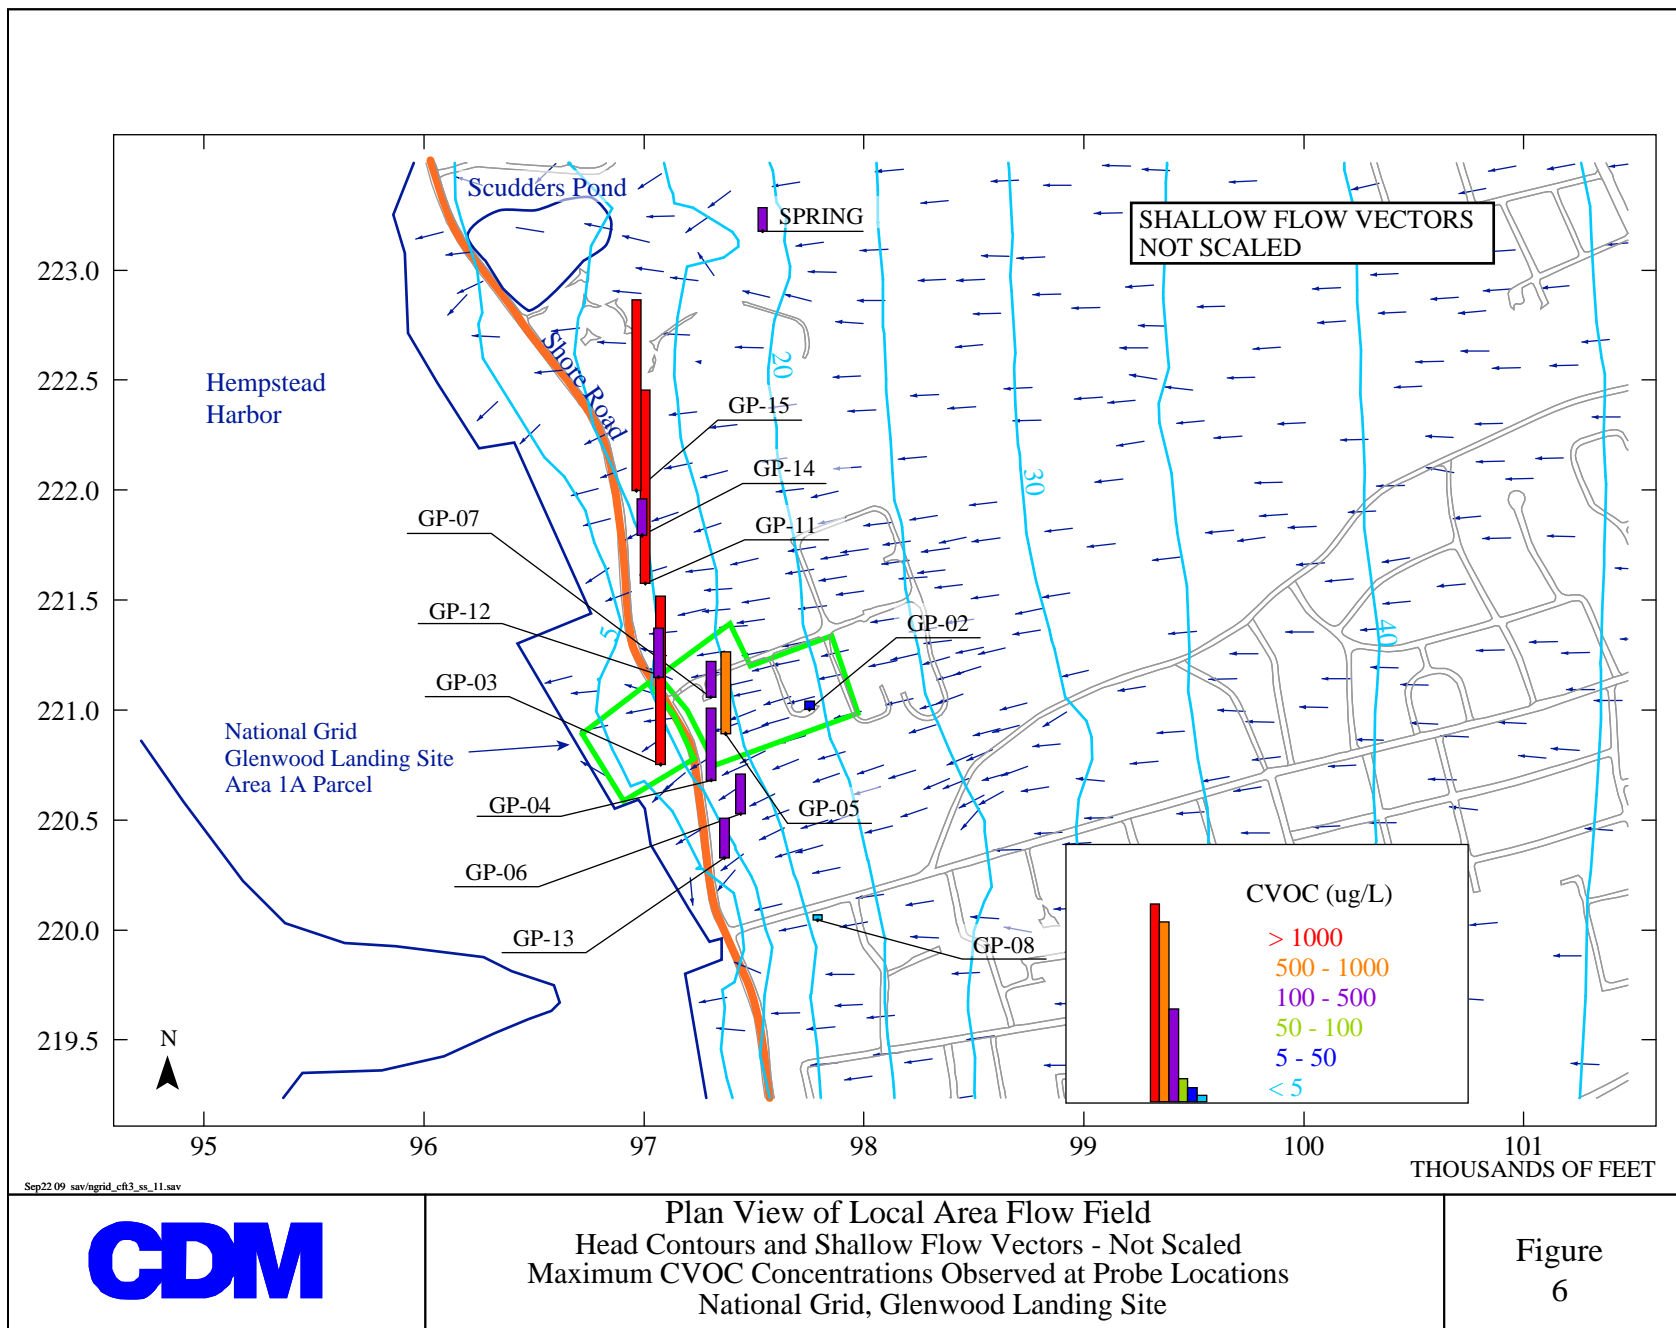 Scudders Pond
SPRING
SHALLOW FLOW VECTORS
NOT SCALED
223.0
222.5
222.0
221.5
221.0
220.5
220.0
219.5
Hempstead
Harbor
Shore Road
20
30
40
5
GP-15
GP-14
GP-07
GP-11
GP-12
GP-02
GP-03
National Grid
Glenwood Landing Site
Area 1A Parcel
GP-04
GP-05
GP-06
GP-13
GP-08
CVOC (ug/L)
> 1000
500 - 1000
100 - 500
50 - 100
5 - 50
< 5
N
95
96
97
98
99
100
101
THOUSANDS OF FEET
Sep22 09 sav/ngrid_cft3_ss_11.sav
CDM
Plan View of Local Area Flow Field
Head Contours and Shallow Flow Vectors - Not Scaled
Maximum CVOC Concentrations Observed at Probe Locations
National Grid, Glenwood Landing Site
Figure
6